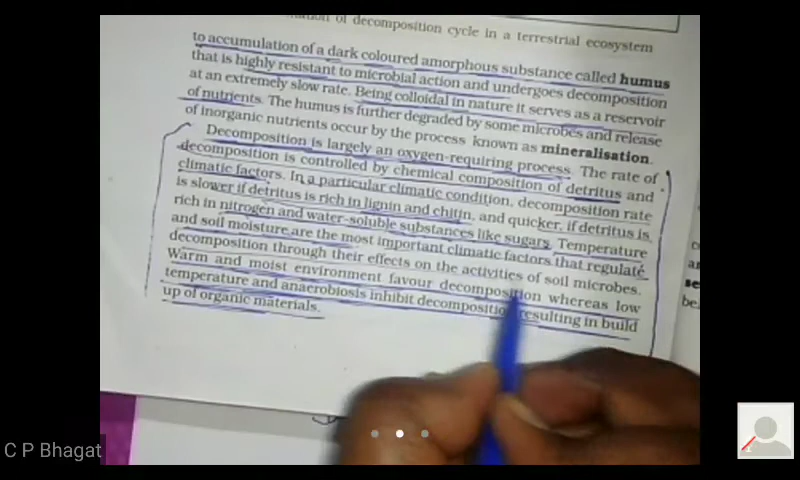 of decomposition cycle in a terrestrial ecosystem
to accumulation of a dark coloured amorphous substance called humus
that is highly resistant to microbial action and undergoes decomposition
at an extremely slow rate. Being colloidal in nature it serves as a reservoir
of nutrients. The humus is further degraded by some microbes and release
of inorganic nutrients occur by the process known as mineralisation.
Decomposition is largely an oxygen-requiring process. The rate of
decomposition is controlled by chemical composition of detritus and
climatic factors. In a particular climatic condition, decomposition rate
is slower if detritus is rich in lignin and chitin, and quicker, if detritus is
rich in nitrogen and water-soluble substances like sugars. Temperature
and soil moisture are the most important climatic factors that regulate
decomposition through their effects on the activities of soil microbes.
Warm and moist environment favour decomposition whereas low
temperature and anaerobiosis inhibit decomposition resulting in build
up of organic materials.
C P Bhagat